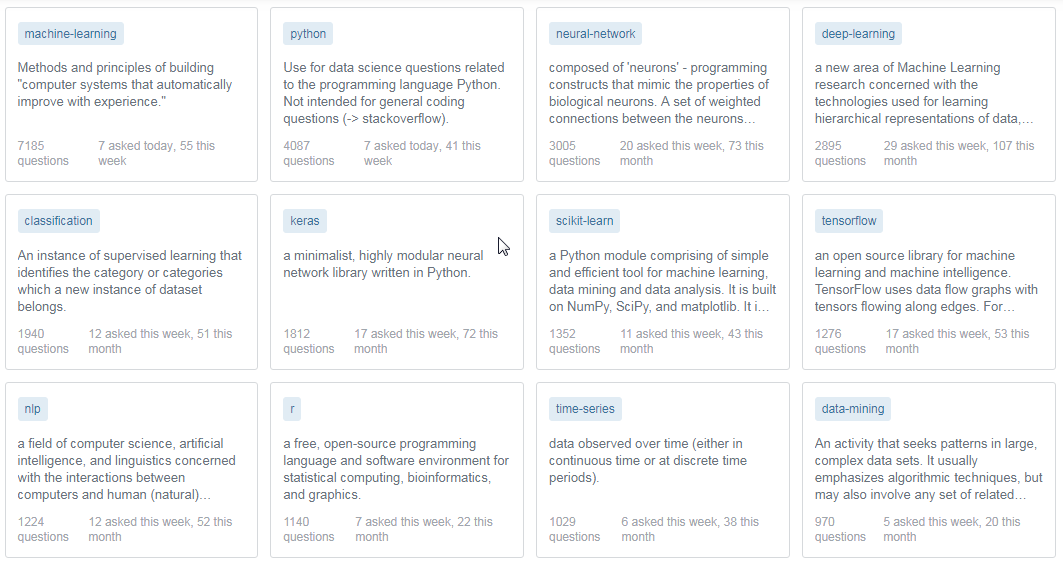 machine-learning
Methods and principles of building
"computer systems that automatically
improve with experience."
7185
questions
7 asked today, 55 this
week
python
Use for data science questions related
to the programming language Python.
Not intended for general coding
questions (-> stackoverflow).
4087
questions
7 asked today, 41 this
week
neural-network
composed of 'neurons' - programming
constructs that mimic the properties of
biological neurons. A set of weighted
connections between the neurons…
3005
questions
20 asked this week, 73 this
month
deep-learning
a new area of Machine Learning
research concerned with the
technologies used for learning
hierarchical representations of data,…
2895
questions
29 asked this week, 107 this
month
classification
An instance of supervised learning that
identifies the category or categories
which a new instance of dataset
belongs.
1940
questions
12 asked this week, 51 this
month
keras
a minimalist, highly modular neural
network library written in Python.
1812
questions
17 asked this week, 72 this
month
scikit-learn
a Python module comprising of simple
and efficient tool for machine learning,
data mining and data analysis. It is built
on NumPy, SciPy, and matplotlib. It i…
1352
questions
11 asked this week, 43 this
month
tensorflow
an open source library for machine
learning and machine intelligence.
TensorFlow uses data flow graphs with
tensors flowing along edges. For…
1276
questions
17 asked this week, 53 this
month
nlp
a field of computer science, artificial
intelligence, and linguistics concerned
with the interactions between
computers and human (natural)…
1224
questions
12 asked this week, 52 this
month
r
a free, open-source programming
language and software environment for
statistical computing, bioinformatics,
and graphics.
1140
questions
7 asked this week, 22 this
month
time-series
data observed over time (either in
continuous time or at discrete time
periods).
1029
questions
6 asked this week, 38 this
month
data-mining
An activity that seeks patterns in large,
complex data sets. It usually
emphasizes algorithmic techniques, but
may also involve any set of related…
970
questions
5 asked this week, 20 this
month